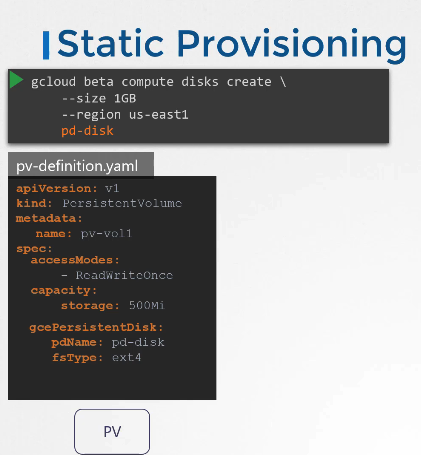 Static Provisioning
gcloud beta compute disks create \
--size 1GB
--region us-east1
pd-disk
pv-definition.yaml
apiVersion: v1
kind: PersistentVolume
metadata:
name: pv-vol1
spec:
accessModes:
- ReadWriteOnce
capacity:
storage: 500Mi
gcePersistentDisk:
pdName: pd-disk
fsType: ext4
PV